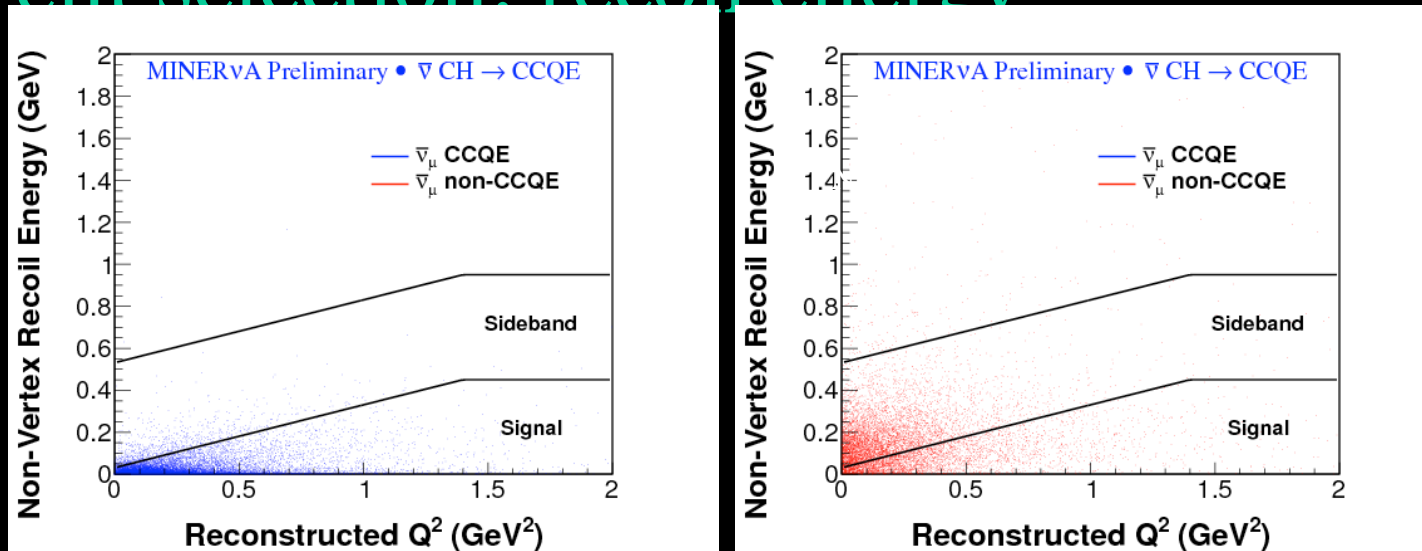 recoil energy
MINERνA Preliminary • ν̅ CH → CCQE
ν̅μ CCQE
ν̅μ non-CCQE
Sideband
Signal
Non-Vertex Recoil Energy (GeV)
2
1.8
1.6
1.4
1.2
1
0.8
0.6
0.4
0.2
0
0 0.5 1 1.5 2
Reconstructed Q² (GeV²)
MINERνA Preliminary • ν̅ CH → CCQE
ν̅μ CCQE
ν̅μ non-CCQE
Sideband
Signal
Non-Vertex Recoil Energy (GeV)
2
1.8
1.6
1.4
1.2
1
0.8
0.6
0.4
0.2
0
0 0.5 1 1.5 2
Reconstructed Q² (GeV²)